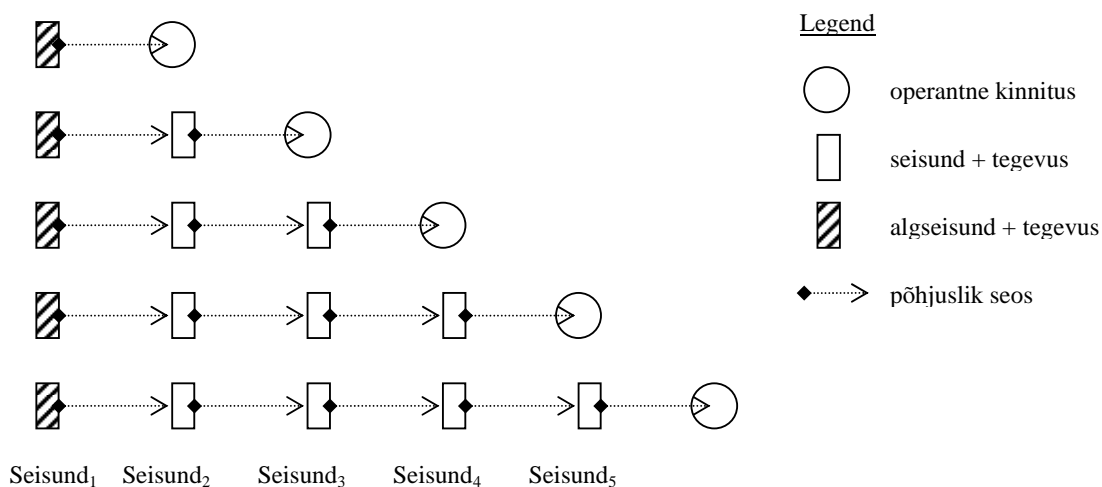 Legend
operantne kinnitus
seisund + tegevus
algseisund + tegevus
põhjuslik seos
Seisund₁ Seisund₂ Seisund₃ Seisund₄ Seisund₅